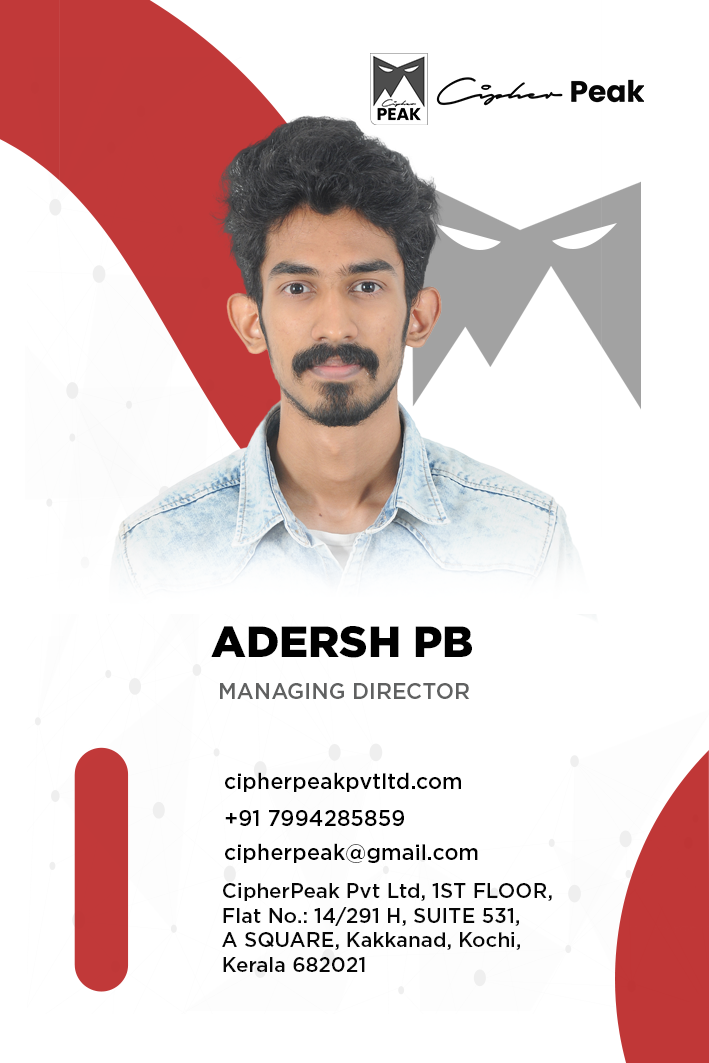 Cipher
PEAK
Cipher Peak
ADERSH PB
MANAGING DIRECTOR
cipherpeakpvtltd.com
+91 7994285859
cipherpeak@gmail.com
CipherPeak Pvt Ltd, 1ST FLOOR,
Flat No.: 14/291 H, SUITE 531,
A SQUARE, Kakkanad, Kochi,
Kerala 682021